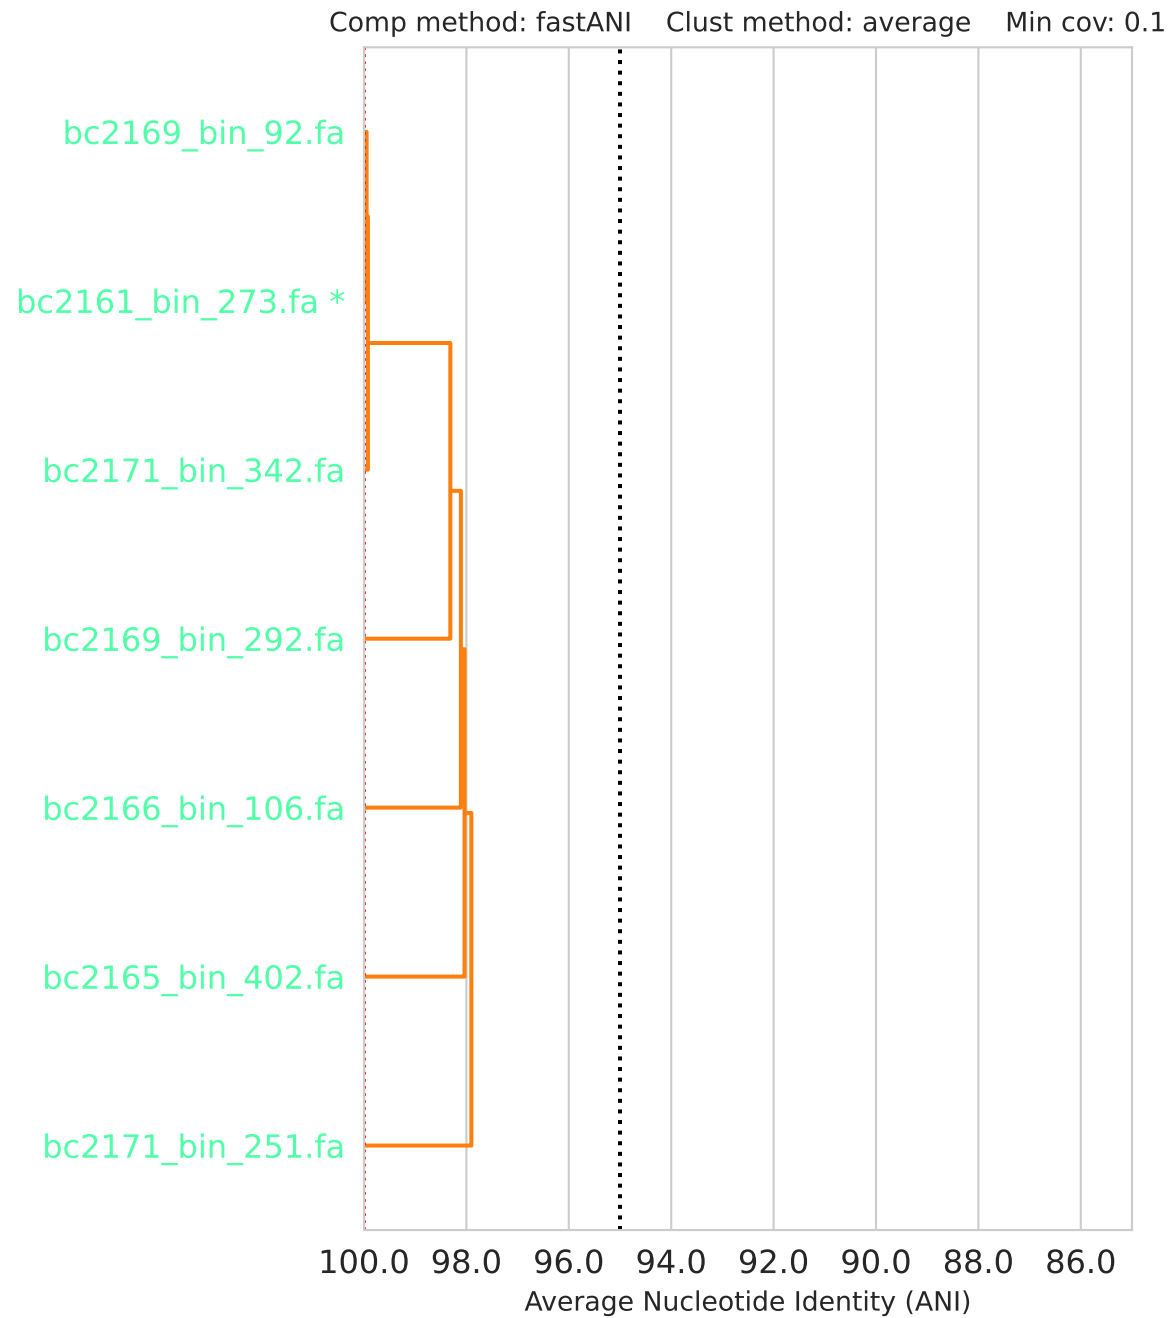 Comp method: fastANI    Clust method: average    Min cov: 0.1
bc2169_bin_92.fa
bc2161_bin_273.fa *
bc2171_bin_342.fa
bc2169_bin_292.fa
bc2166_bin_106.fa
bc2165_bin_402.fa
bc2171_bin_251.fa
100.0 98.0 96.0 94.0 92.0 90.0 88.0 86.0
Average Nucleotide Identity (ANI)